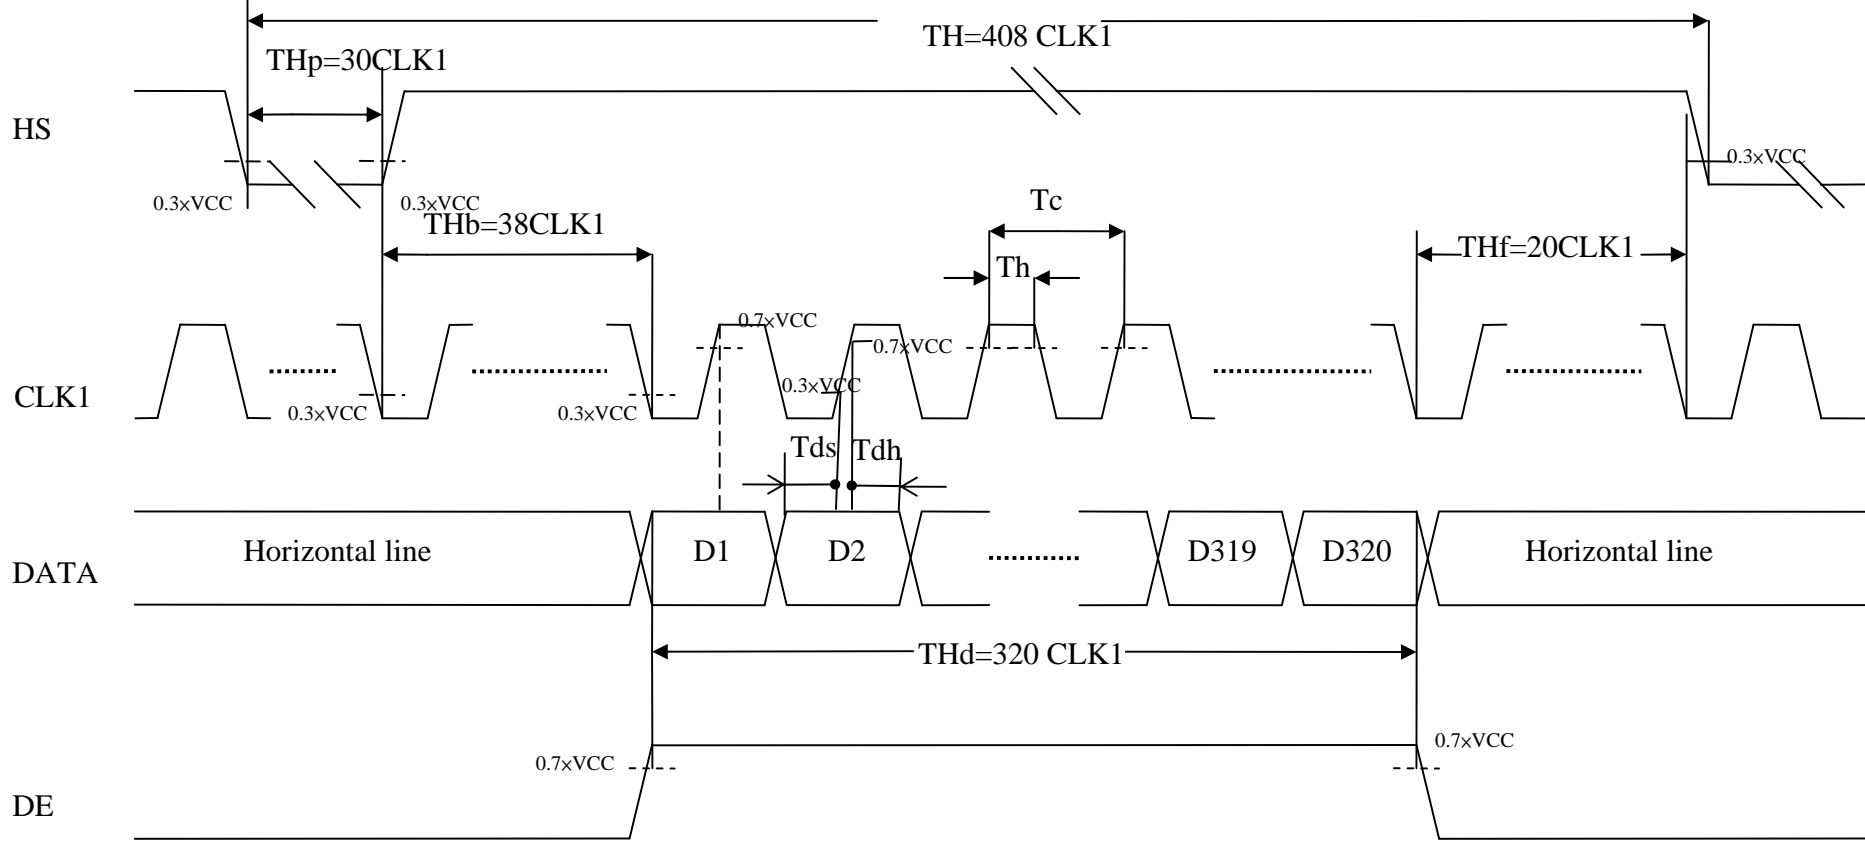 TH=408 CLK1
THp=30CLK1
HS
0.3×VCC
0.3×VCC
0.3×VCC
THb=38CLK1
Tc
THf=20CLK1
Th
0.7×VCC
0.7×VCC
0.3×VCC
CLK1
0.3×VCC
0.3×VCC
Tds
Tdh
DATA
Horizontal line
D1
D2
D319
D320
Horizontal line
THd=320 CLK1
0.7×VCC
0.7×VCC
DE